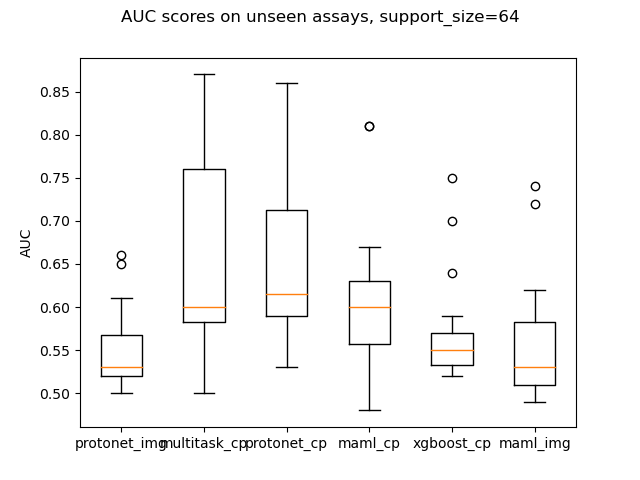 AUC scores on unseen assays, support_size=64
AUC
0.85
0.80
0.75
0.70
0.65
0.60
0.55
0.50
protonet_img multitask_cp protonet_cp maml_cp xgboost_cp maml_img